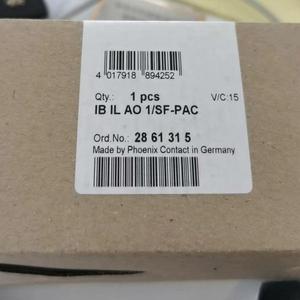 4 017918 894252
Qty.: 1 pcs V/C:15
IB IL AO 1/SF-PAC
Ord.No.: 28 61 31 5
Made by Phoenix Contact in Germany